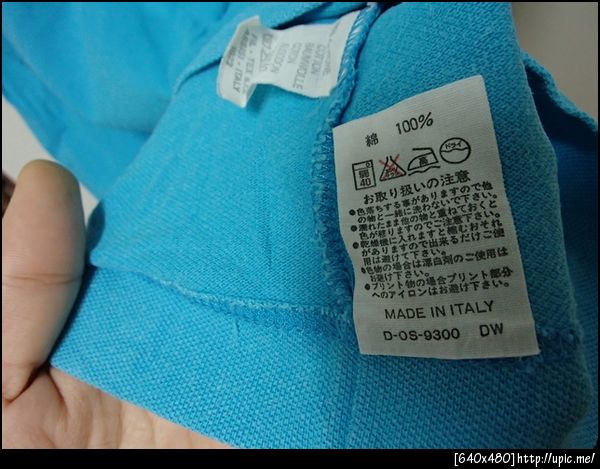 綿 100%
弱
40
高
ドライ
お取り扱いの注意
●色落ちする事がありますので他
の物と一緒に洗わないで下さい。
●濡れたまま他の物と重ねておくと
色が移りますのでご注意下さい。
●乾燥機に入れますと縮むおそれ
がありますので出来るだけご使
用は避けて下さい。
●色物の場合は漂白剤のご使用は
お避け下さい。
●プリント物の場合プリント部分
へのアイロンはお避け下さい。
MADE IN ITALY
D-OS-9300 DW
COTTON
COTON
[640x480]http://upic.me/